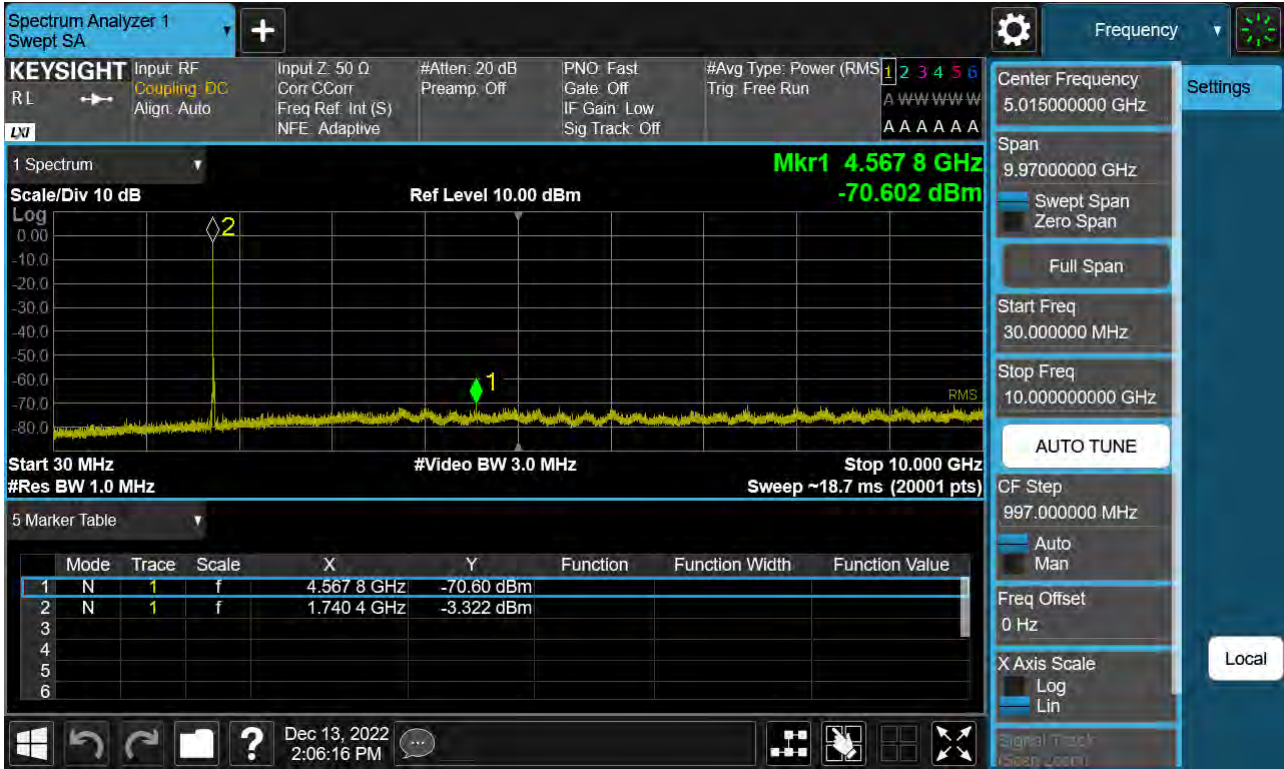 Spectrum Analyzer 1
Swept SA
+
Frequency
KEYSIGHT
RL
LXI
Input: RF
Coupling: DC
Align: Auto
Input Z: 50 Ω
Corr CCorr
Freq Ref: Int (S)
NFE: Adaptive
#Atten: 20 dB
Preamp: Off
PNO: Fast
Gate: Off
IF Gain: Low
Sig Track: Off
#Avg Type: Power (RMS
Trig: Free Run
1 2 3 4 5 6
A W W W W W
A A A A A A
1 Spectrum
Scale/Div 10 dB
Ref Level 10.00 dBm
Mkr1 4.567 8 GHz
-70.602 dBm
Log
0.00
-10.0
-20.0
-30.0
-40.0
-50.0
-60.0
-70.0
-80.0
2
1
RMS
Start 30 MHz
#Video BW 3.0 MHz
Stop 10.000 GHz
#Res BW 1.0 MHz
Sweep ~18.7 ms (20001 pts)
5 Marker Table
Mode Trace Scale X Y Function Function Width Function Value
1 N 1 f 4.567 8 GHz -70.60 dBm
2 N 1 f 1.740 4 GHz -3.322 dBm
3
4
5
6
Center Frequency
5.015000000 GHz
Span
9.97000000 GHz
Swept Span
Zero Span
Full Span
Start Freq
30.000000 MHz
Stop Freq
10.000000000 GHz
AUTO TUNE
CF Step
997.000000 MHz
Auto
Man
Freq Offset
0 Hz
X Axis Scale
Log
Lin
Signal Track
(Span Zoom)
Settings
Local
?
Dec 13, 2022
2:06:16 PM